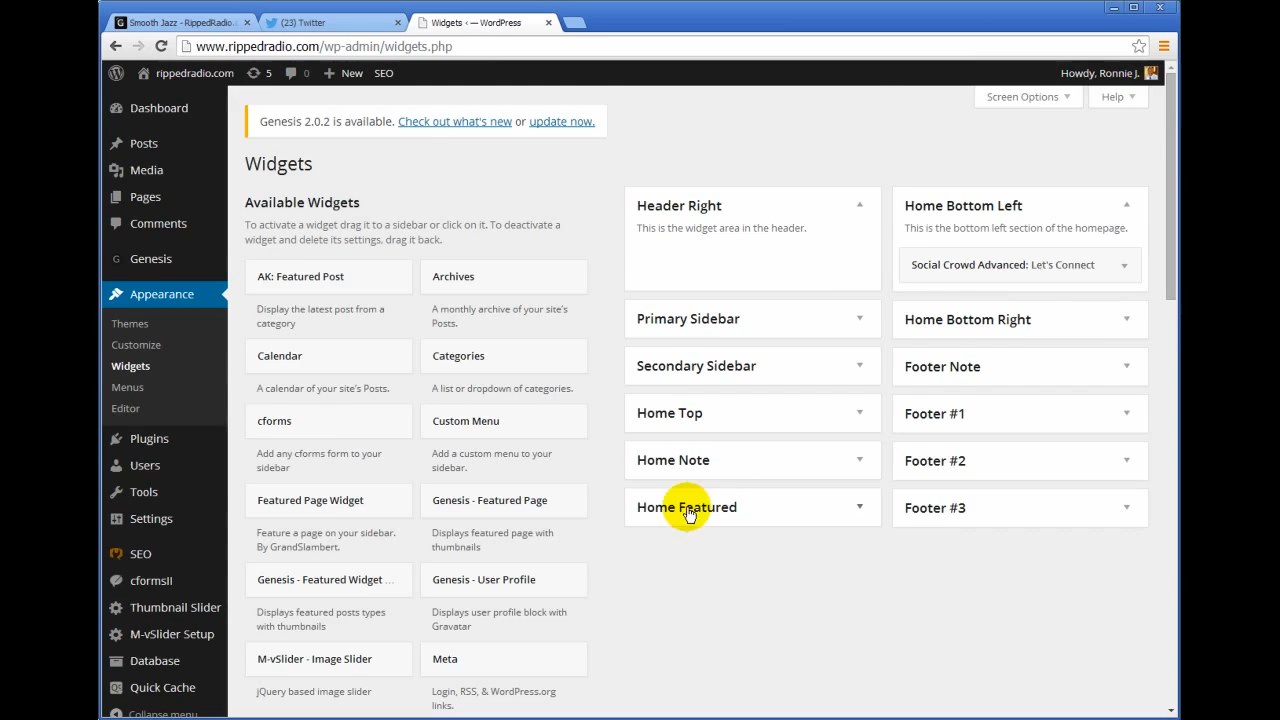 Smooth Jazz - RippedRadio.
(23) Twitter
Widgets ‹ — WordPress
www.rippedradio.com/wp-admin/widgets.php
rippedradio.com
5
0
New
SEO
Howdy, Ronnie J.
Screen Options
Help
Genesis 2.0.2 is available. Check out what's new or update now.
Dashboard
Posts
Media
Pages
Comments
Genesis
Appearance
Themes
Customize
Widgets
Menus
Editor
Plugins
Users
Tools
Settings
SEO
cformsII
Thumbnail Slider
M-vSlider Setup
Database
Quick Cache
Collapse menu
Widgets
Available Widgets
To activate a widget drag it to a sidebar or click on it. To deactivate a
widget and delete its settings, drag it back.
AK: Featured Post
Display the latest post from a
category
Archives
A monthly archive of your site's
Posts.
Calendar
A calendar of your site's Posts.
Categories
A list or dropdown of categories.
cforms
Add any cforms form to your
sidebar
Custom Menu
Add a custom menu to your
sidebar.
Featured Page Widget
Feature a page on your sidebar.
By GrandSlambert.
Genesis - Featured Page
Displays featured page with
thumbnails
Genesis - Featured Widget ...
Displays featured posts types
with thumbnails
Genesis - User Profile
Displays user profile block with
Gravatar
M-vSlider - Image Slider
jQuery based image slider
Meta
Login, RSS, & WordPress.org
links.
Header Right
This is the widget area in the header.
Primary Sidebar
Secondary Sidebar
Home Top
Home Note
Home Featured
Home Bottom Left
This is the bottom left section of the homepage.
Social Crowd Advanced: Let's Connect
Home Bottom Right
Footer Note
Footer #1
Footer #2
Footer #3